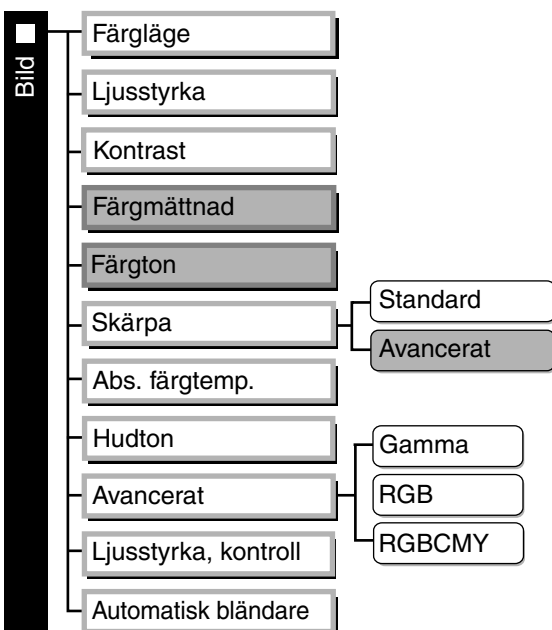 Bild
Färgläge
Ljusstyrka
Kontrast
Färgmättnad
Färgton
Skärpa
Standard
Avancerat
Abs. färgtemp.
Hudton
Avancerat
Gamma
RGB
RGBCMY
Ljusstyrka, kontroll
Automatisk bländare